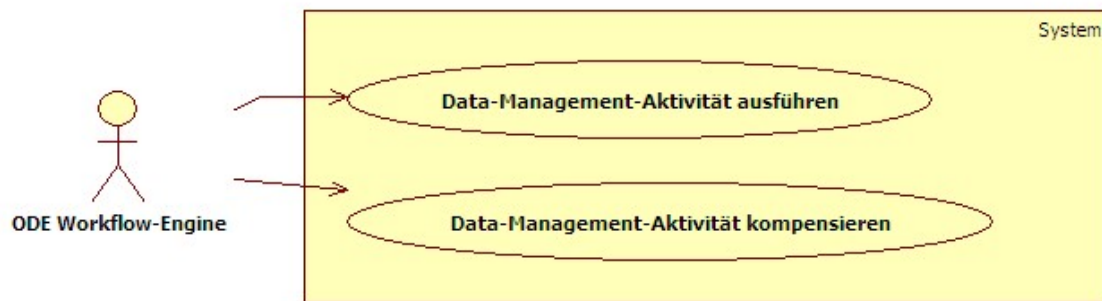 System
Data-Management-Aktivität ausführen
ODE Workflow-Engine
Data-Management-Aktivität kompensieren